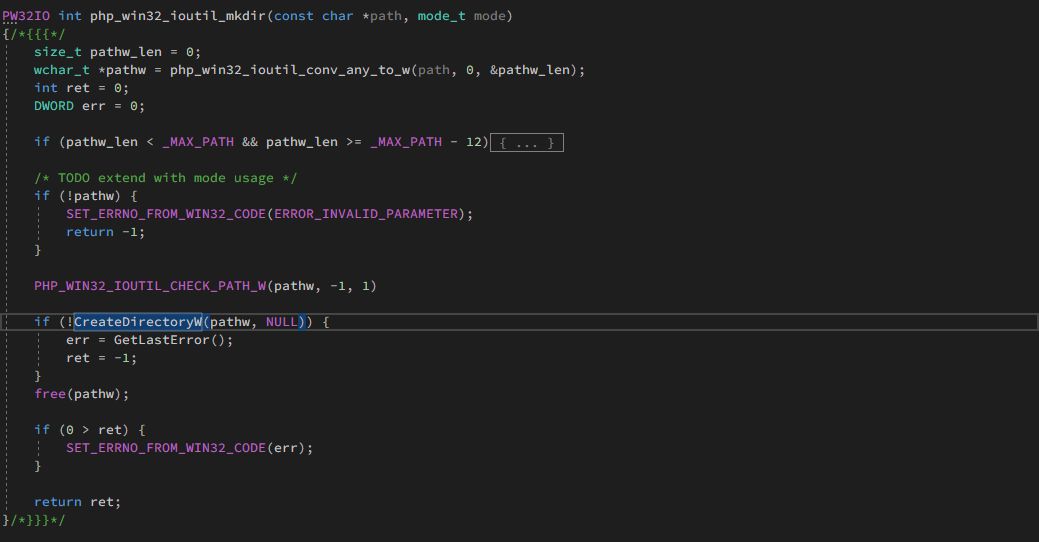 PW32IO int php_win32_ioutil_mkdir(const char *path, mode_t mode)
{/*{{{*/
    size_t pathw_len = 0;
    wchar_t *pathw = php_win32_ioutil_conv_any_to_w(path, 0, &pathw_len);
    int ret = 0;
    DWORD err = 0;

    if (pathw_len < _MAX_PATH && pathw_len >= _MAX_PATH - 12){ ... }

    /* TODO extend with mode usage */
    if (!pathw) {
        SET_ERRNO_FROM_WIN32_CODE(ERROR_INVALID_PARAMETER);
        return -1;
    }

    PHP_WIN32_IOUTIL_CHECK_PATH_W(pathw, -1, 1)

    if (!CreateDirectoryW(pathw, NULL)) {
        err = GetLastError();
        ret = -1;
    }
    free(pathw);

    if (0 > ret) {
        SET_ERRNO_FROM_WIN32_CODE(err);
    }

    return ret;
}/*}}}*/